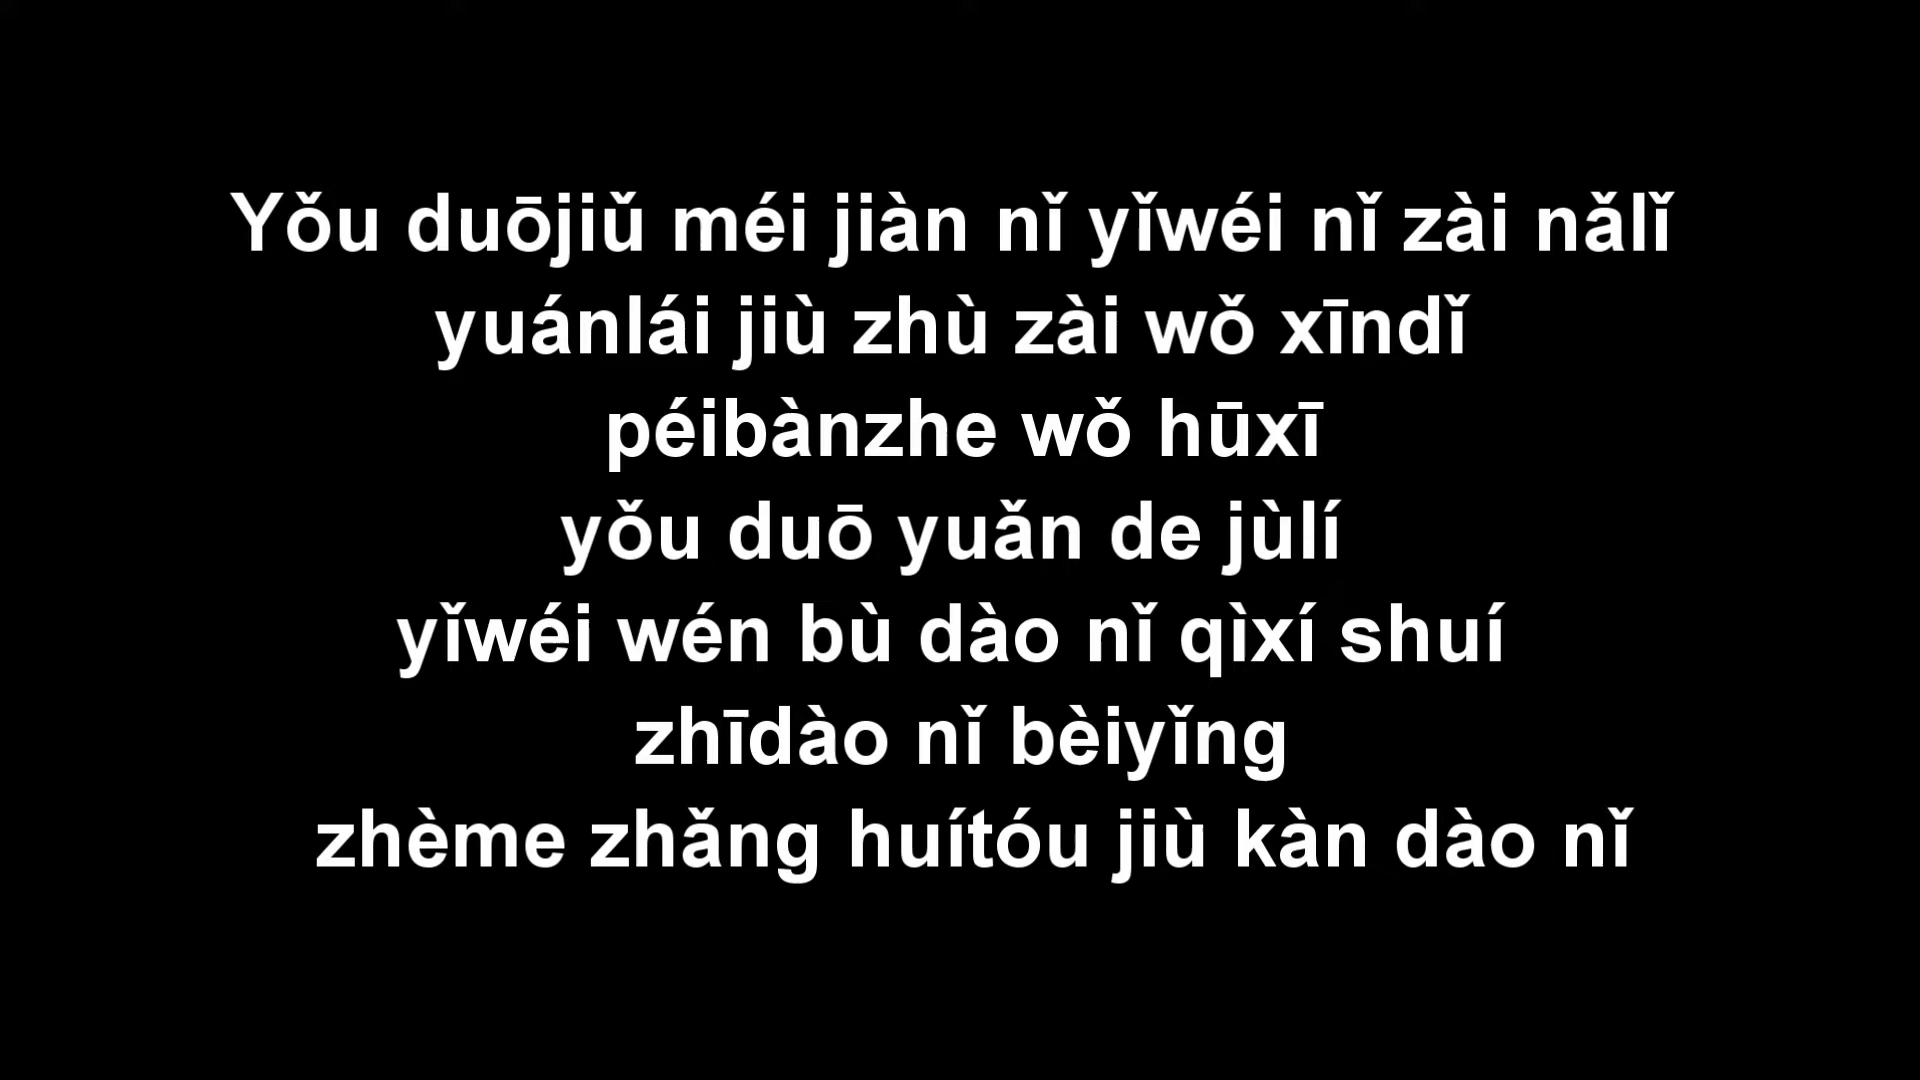 Yǒu duōjiǔ méi jiàn nǐ yǐwéi nǐ zài nǎlǐ
yuánlái jiù zhù zài wǒ xīndǐ
péibànzhe wǒ hūxī
yǒu duō yuǎn de jùlí
yǐwéi wén bù dào nǐ qìxí shuí
zhīdào nǐ bèiyǐng
zhème zhǎng huítóu jiù kàn dào nǐ